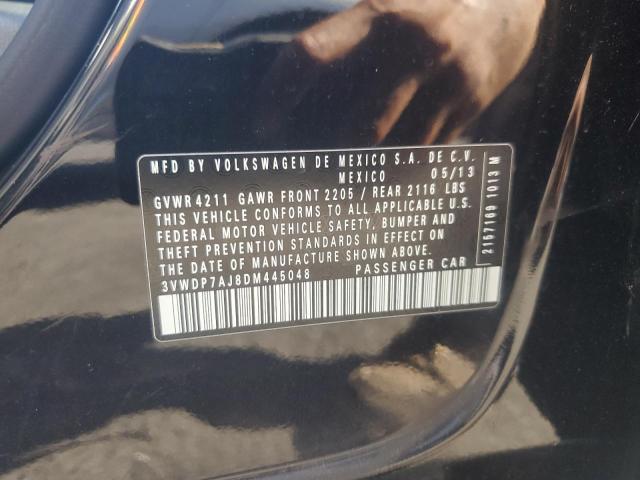 MFD BY VOLKSWAGEN DE MEXICO S.A. DE C.V.
MEXICO 05/13
GVWR 4211 GAWR FRONT 2205 / REAR 2116 LBS
THIS VEHICLE CONFORMS TO ALL APPLICABLE U.S.
FEDERAL MOTOR VEHICLE SAFETY, BUMPER AND
THEFT PREVENTION STANDARDS IN EFFECT ON
THE DATE OF MANUFACTURE SHOWN ABOVE.
3VWDP7AJ8DM445048 PASSENGER CAR
1013 M